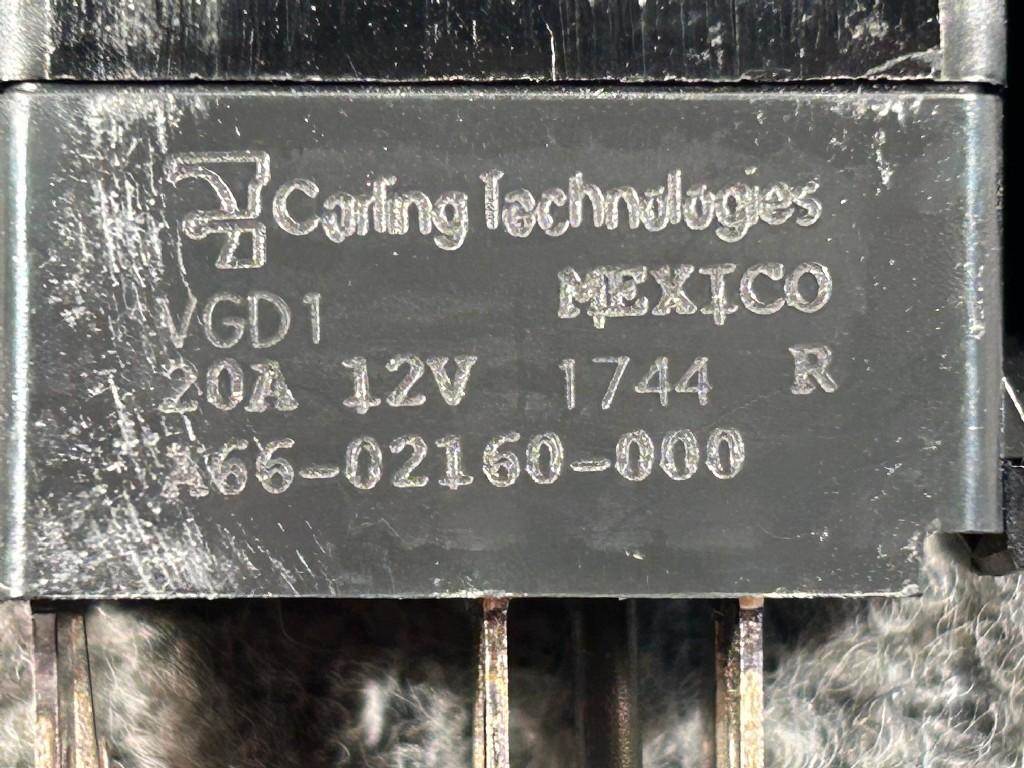 Carling Technologies
MEXICO
VGD1
20A 12V 1744 R
A66-02160-000